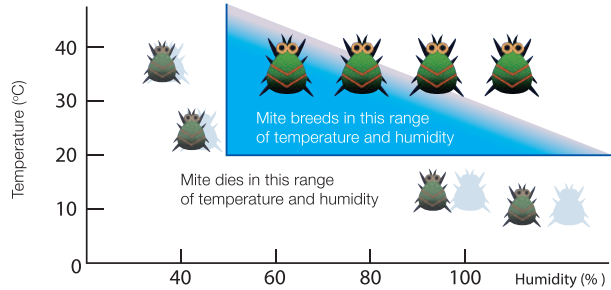 Temperature (°C)
40
30
20
10
0
Mite breeds in this range
of temperature and humidity
Mite dies in this range
of temperature and humidity
40
60
80
100
Humidity (% )